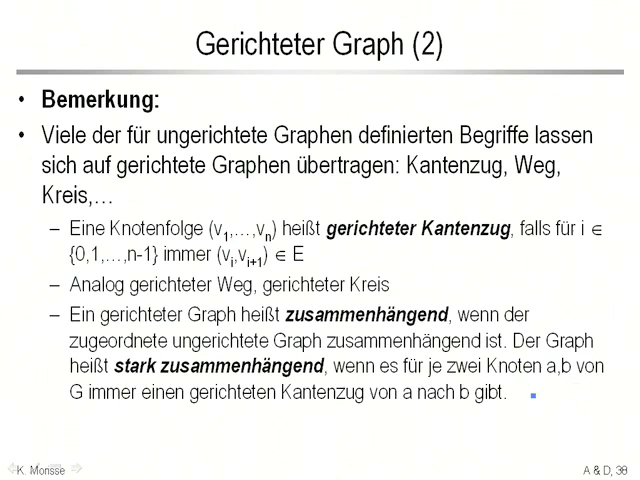 Gerichteter Graph (2)
• Bemerkung:
• Viele der für ungerichtete Graphen definierten Begriffe lassen
sich auf gerichtete Graphen übertragen: Kantenzug, Weg,
Kreis,…
– Eine Knotenfolge (v1,…,vn) heißt gerichteter Kantenzug, falls für i ∈
{0,1,…,n-1} immer (vi,vi+1) ∈ E
– Analog gerichteter Weg, gerichteter Kreis
– Ein gerichteter Graph heißt zusammenhängend, wenn der
zugeordnete ungerichtete Graph zusammenhängend ist. Der Graph
heißt stark zusammenhängend, wenn es für je zwei Knoten a,b von
G immer einen gerichteten Kantenzug von a nach b gibt.
K. Morisse
A & D, 38